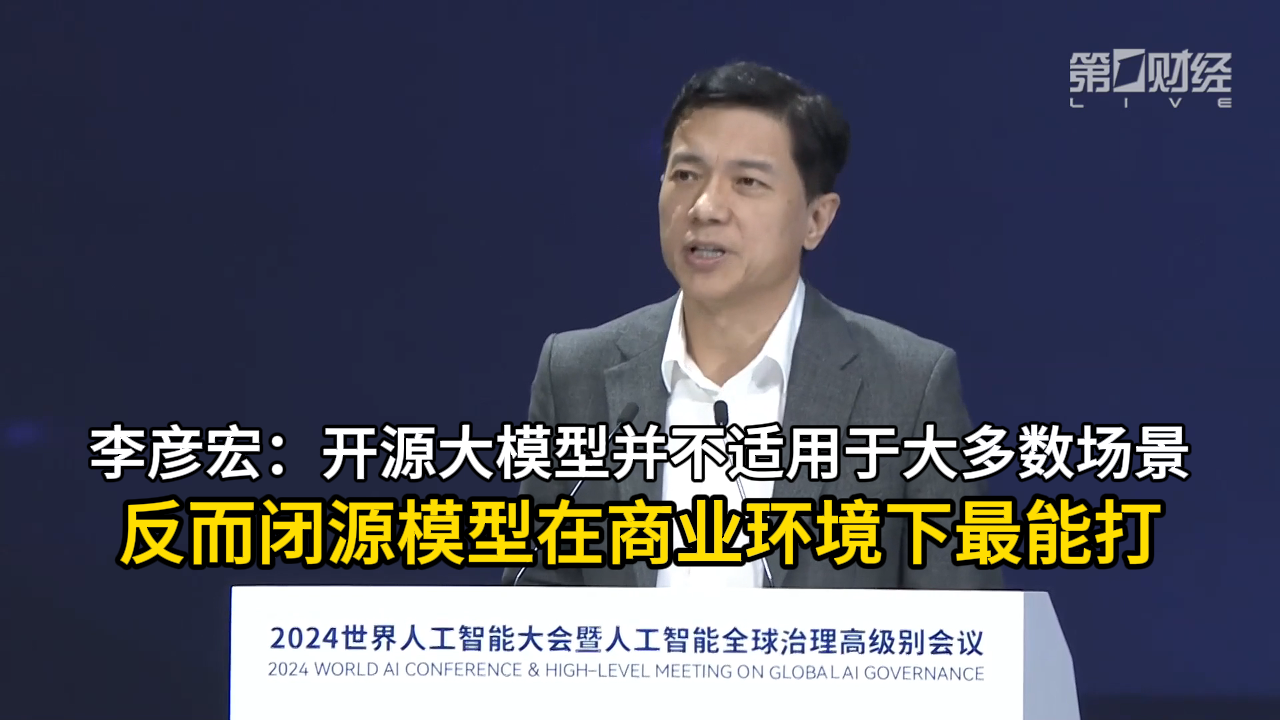 第一财经
LIVE
李彦宏：开源大模型并不适用于大多数场景
反而闭源模型在商业环境下最能打
2024世界人工智能大会暨人工智能全球治理高级别会议
2024 WORLD AI CONFERENCE & HIGH-LEVEL MEETING ON GLOBAL AI GOVERNANCE